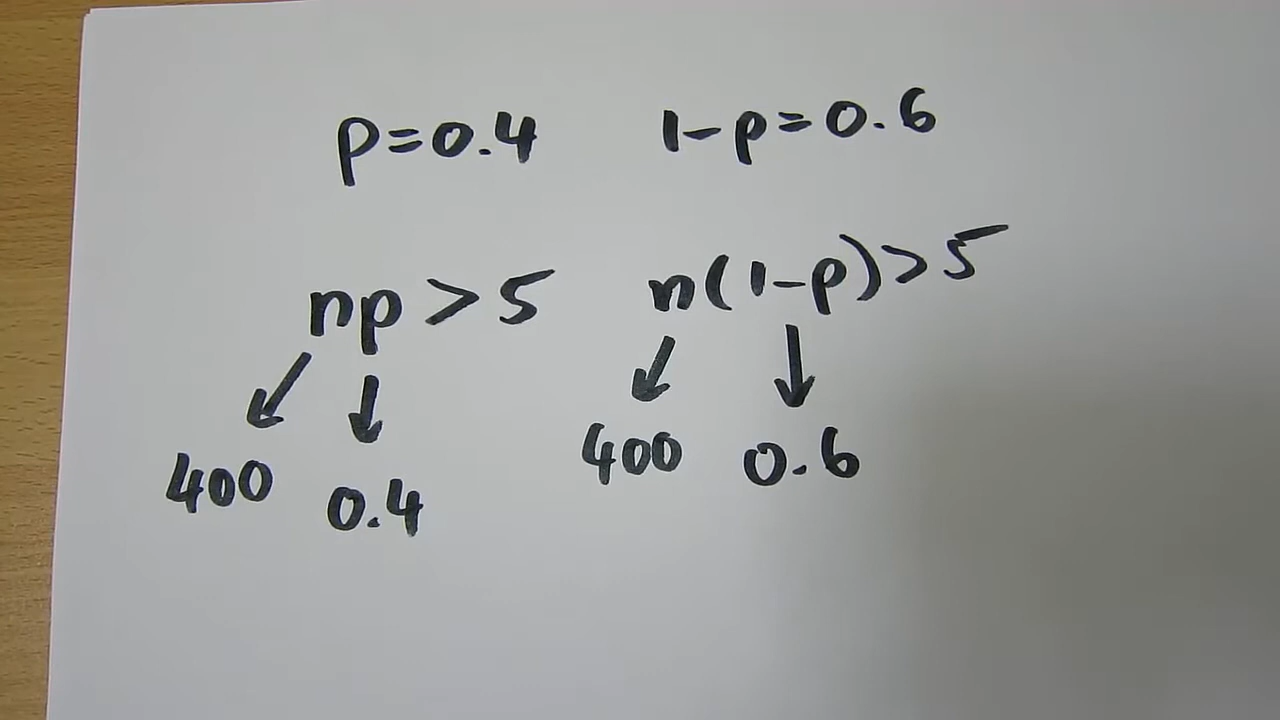 p=0.4 1-p=0.6
np>5 n(1-p)>5
↙ ↓ ↙ ↓
400 0.4 400 0.6